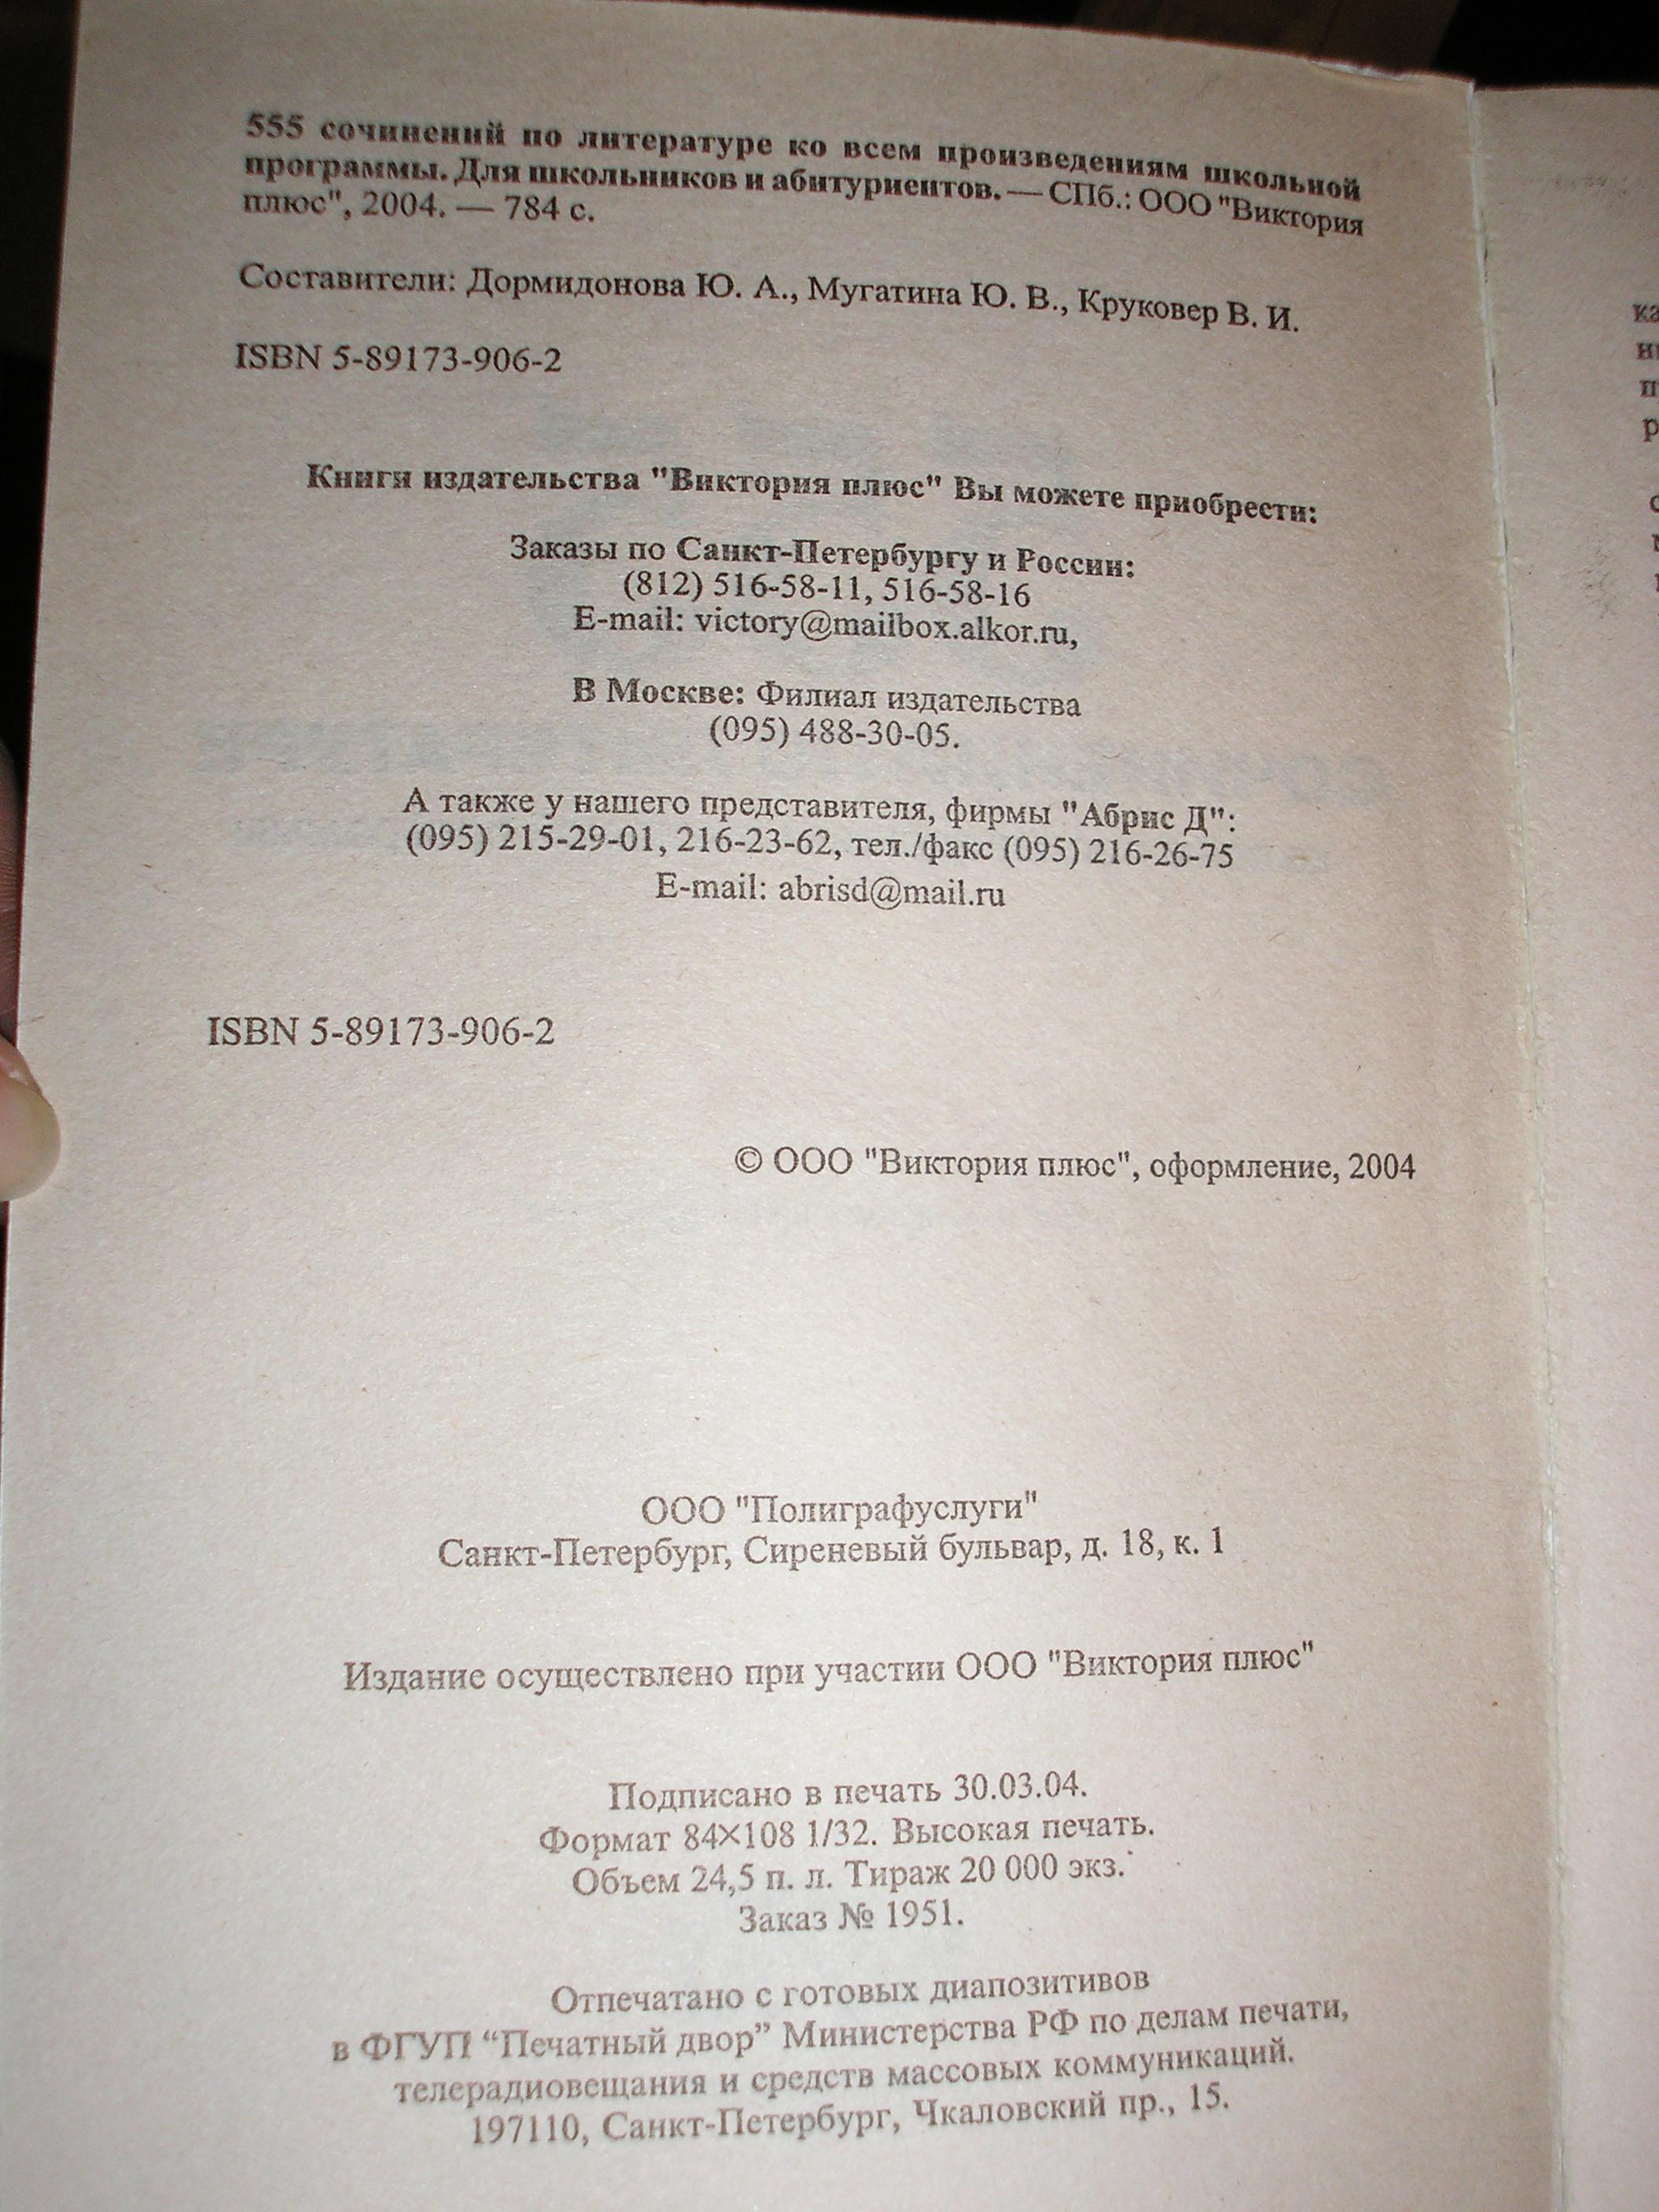 555 сочинений по литературе ко всем произведениям школьной
программы. Для школьников и абитуриентов. — СПб.: ООО "Виктория
плюс", 2004. — 784 с.
Составители: Дормидонова Ю. А., Мугатина Ю. В., Круковер В. И.
ISBN 5-89173-906-2
Книги издательства "Виктория плюс" Вы можете приобрести:
Заказы по Санкт-Петербургу и России:
(812) 516-58-11, 516-58-16
E-mail: victory@mailbox.alkor.ru,
В Москве: Филиал издательства
(095) 488-30-05.
А также у нашего представителя, фирмы "Абрис Д":
(095) 215-29-01, 216-23-62, тел./факс (095) 216-26-75
E-mail: abrisd@mail.ru
ISBN 5-89173-906-2
© ООО "Виктория плюс", оформление, 2004
ООО "Полиграфуслуги"
Санкт-Петербург, Сиреневый бульвар, д. 18, к. 1
Издание осуществлено при участии ООО "Виктория плюс"
Подписано в печать 30.03.04.
Формат 84×108 1/32. Высокая печать.
Объем 24,5 п. л. Тираж 20 000 экз.
Заказ № 1951.
Отпечатано с готовых диапозитивов
в ФГУП “Печатный двор” Министерства РФ по делам печати,
телерадиовещания и средств массовых коммуникаций.
197110, Санкт-Петербург, Чкаловский пр., 15.